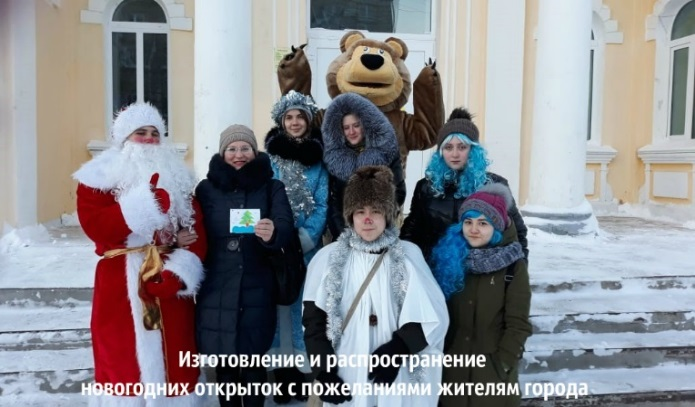 Изготовление и распространение
новогодних открыток с пожеланиями жителям города